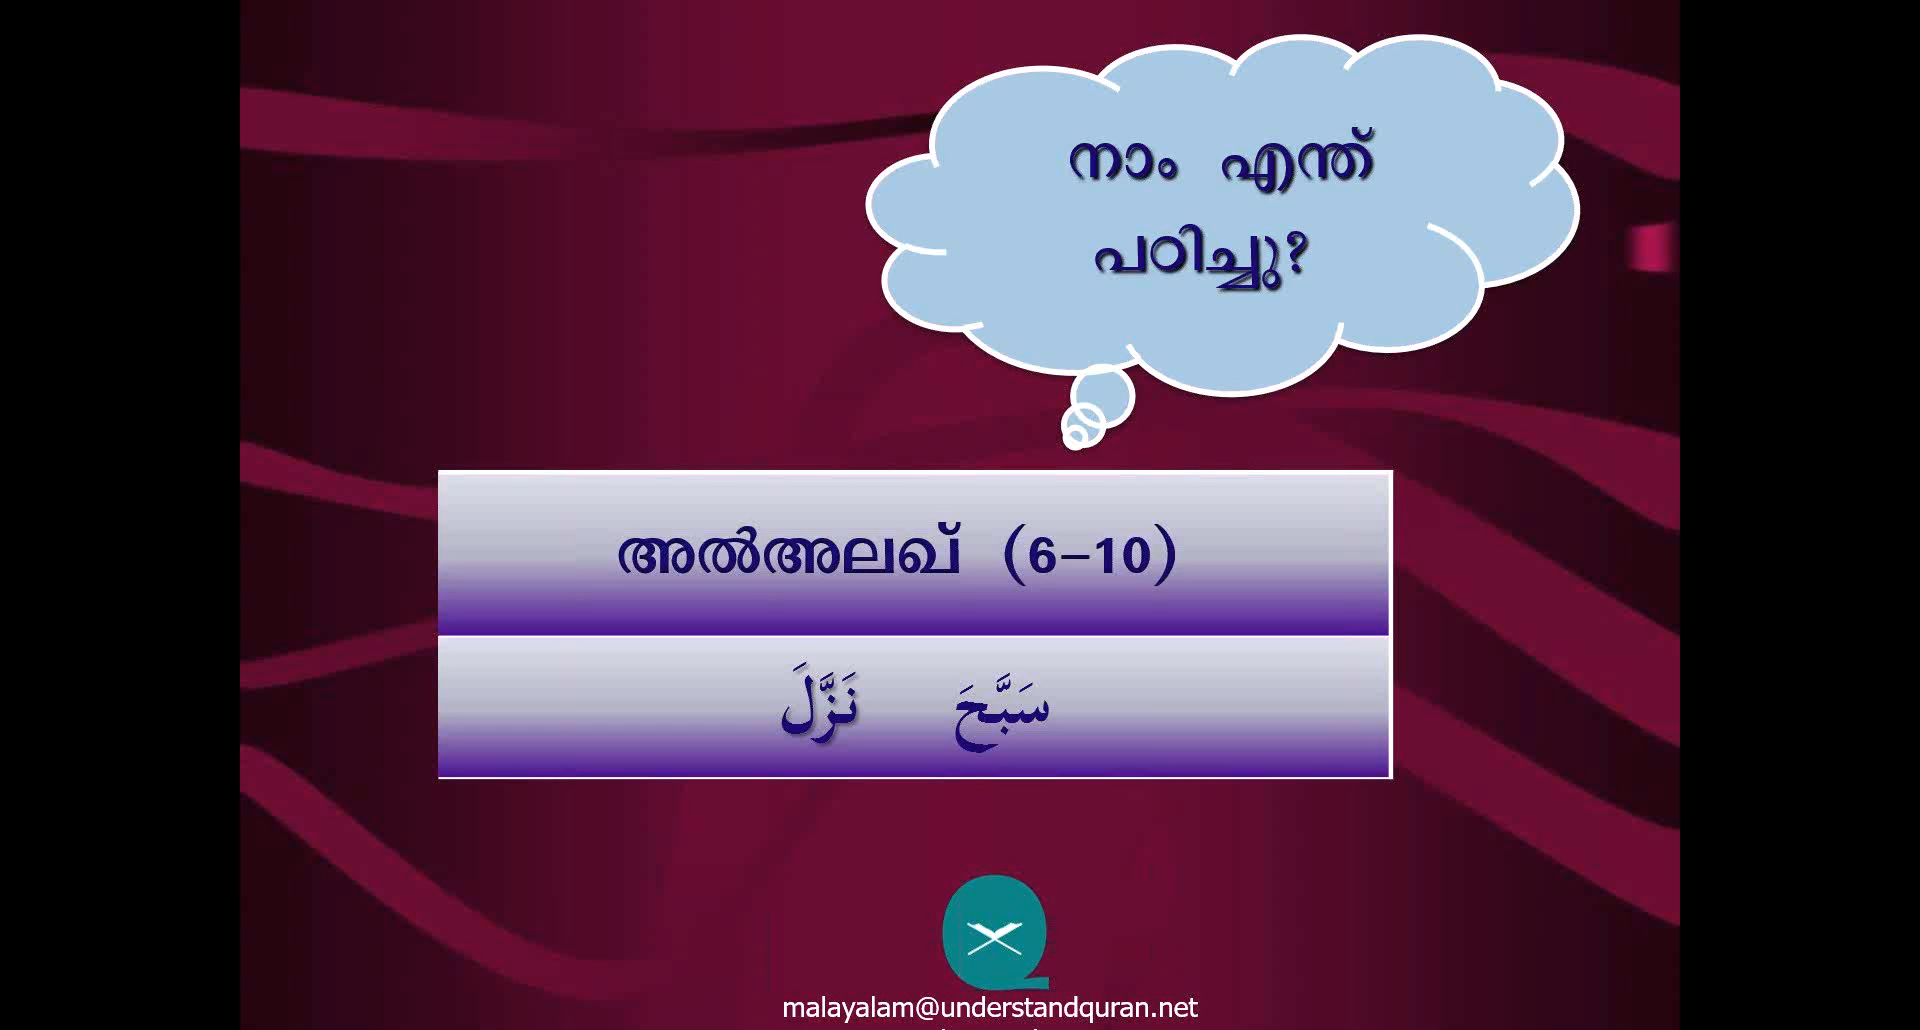 നാം എന്ത്
പഠിച്ചു?
അൽഅലഖ് (6-10)
سَبَّحَ نَزَّلَ
malayalam@understandquran.net